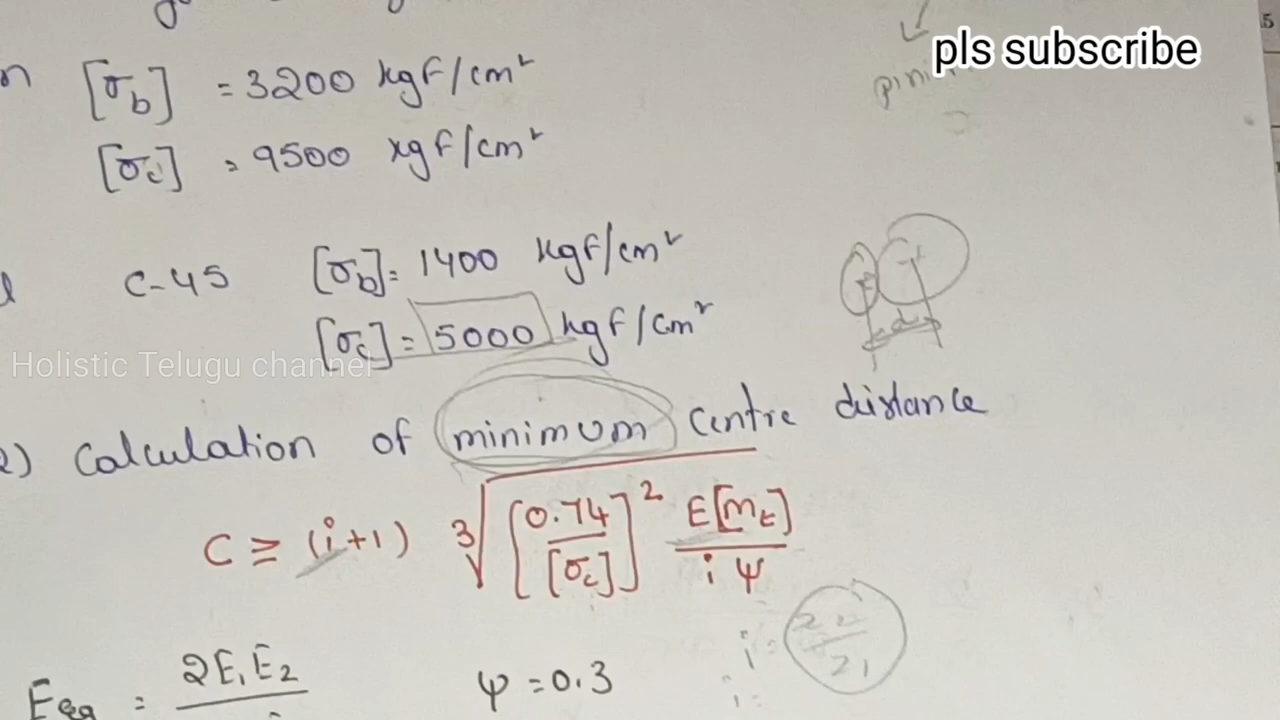 pls subscribe
[σb] = 3200 kgf/cm²
[σc] = 9500 kgf/cm²
C-45 [σb] = 1400 kgf/cm²
[σc] = 5000 kgf/cm²
Holistic Telugu channel
2) Calculation of minimum centre distance
C ≥ (i+1) ∛[0.74/[σc]]² E[Mt]/iψ
i = Z2/Z1
Eeq = 2E1E2
ψ = 0.3
i =